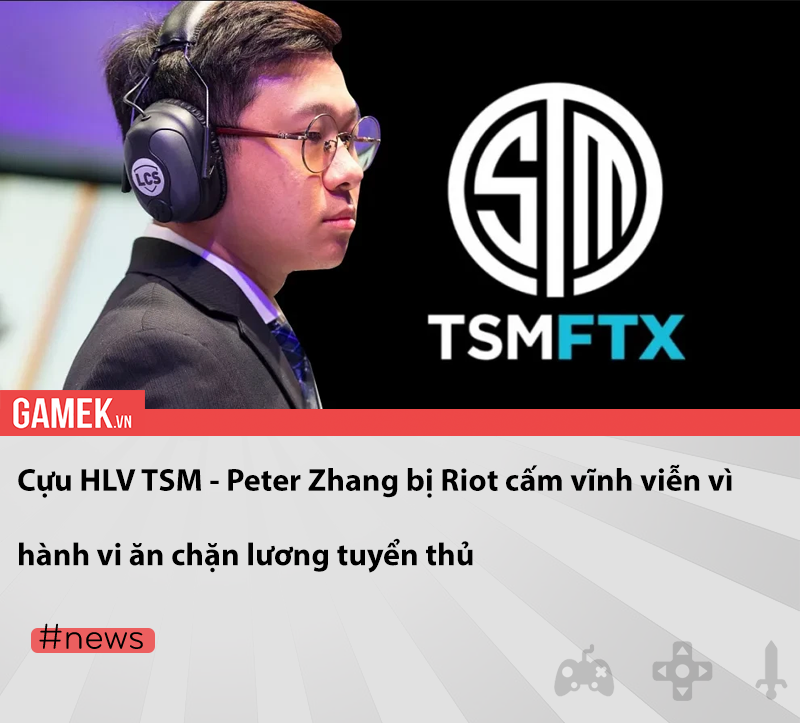 LCS
TSM
TSMFTX
GAMEK.VN
Cựu HLV TSM - Peter Zhang bị Riot cấm vĩnh viễn vì
hành vi ăn chặn lương tuyển thủ
#news